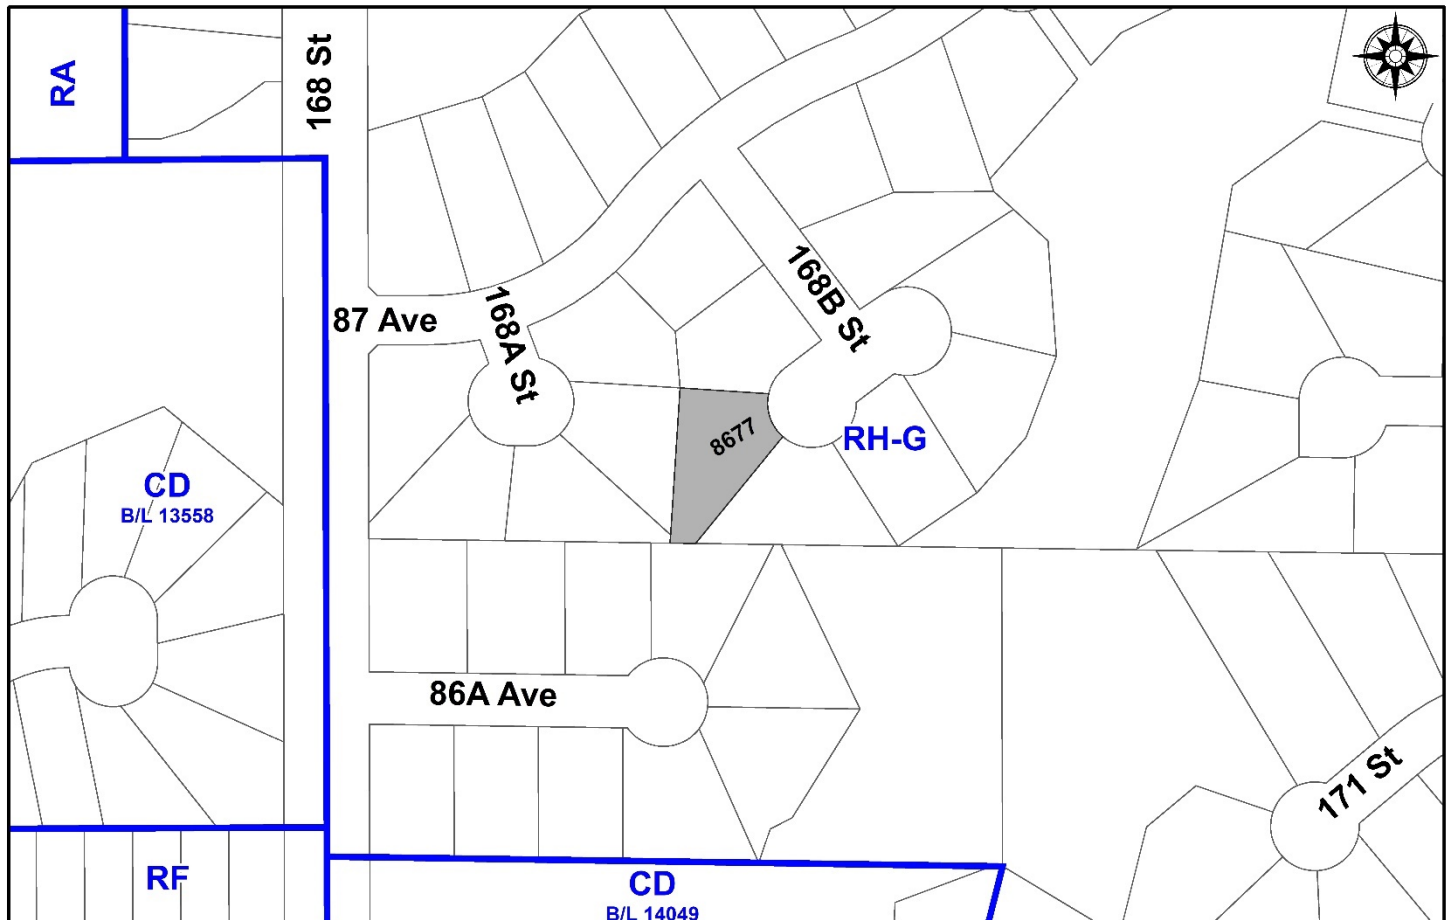 RA
168 St
168B St
168A St
87 Ave
8677
RH-G
CD
B/L 13558
86A Ave
171 St
RF
CD
B/L 14049